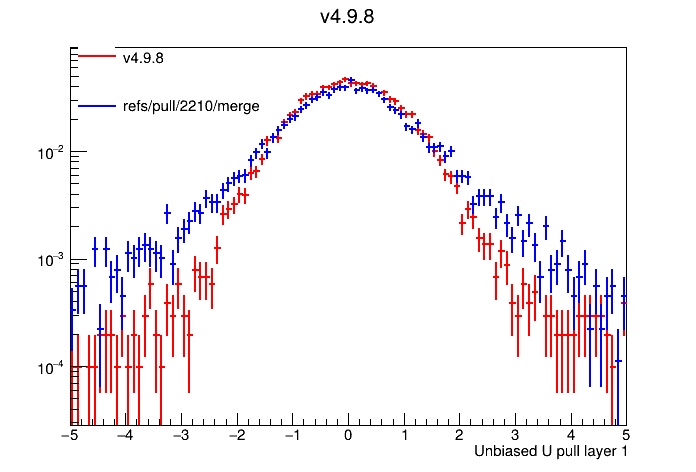 v4.9.8
v4.9.8
refs/pull/2210/merge
10⁻²
10⁻³
10⁻⁴
−5 −4 −3 −2 −1 0 1 2 3 4 5
Unbiased U pull layer 1